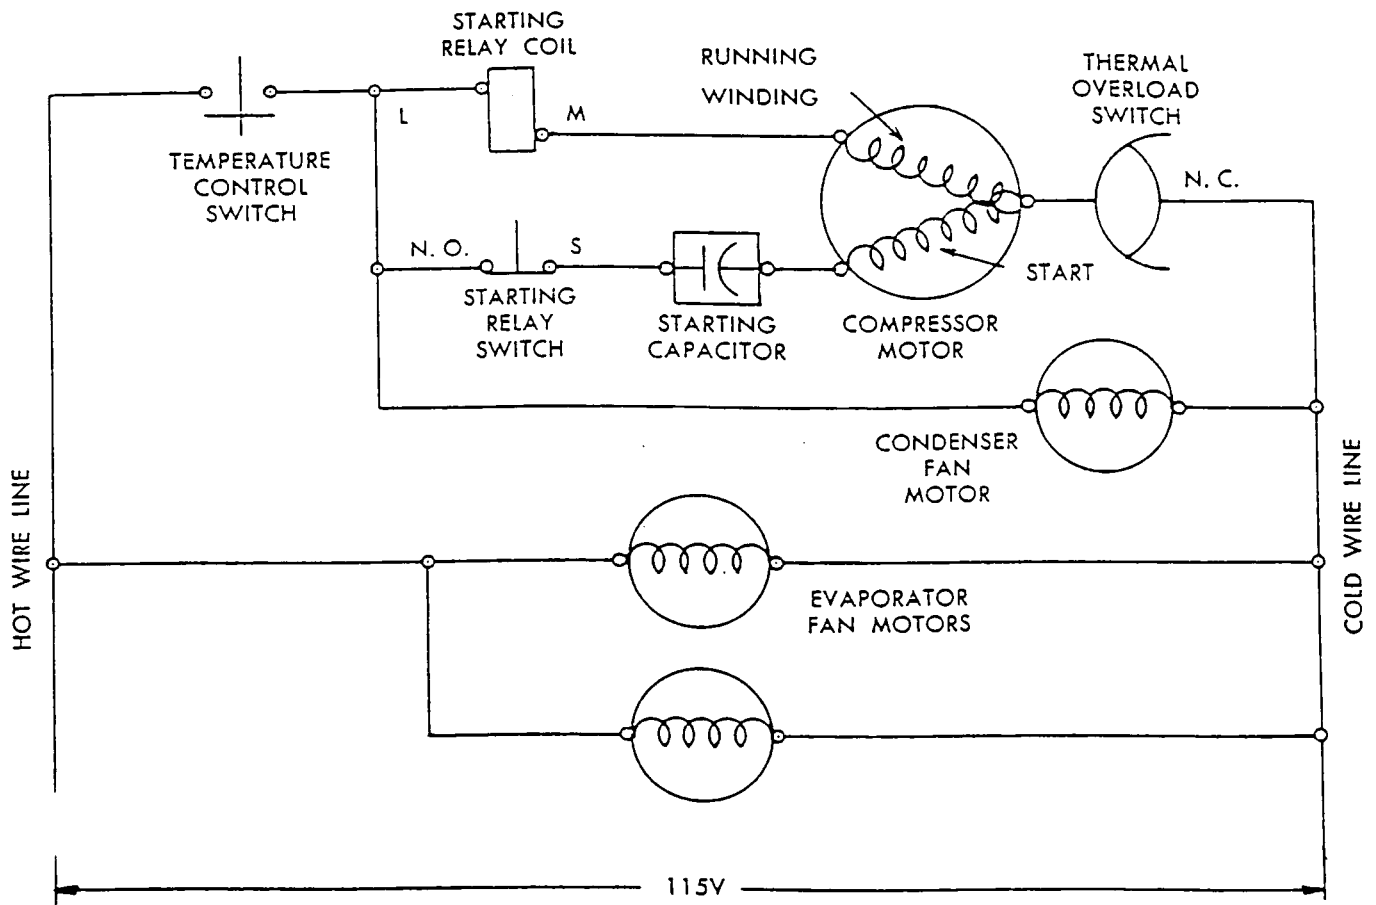 STARTING
RELAY COIL
RUNNING
WINDING
THERMAL
OVERLOAD
SWITCH
L
M
TEMPERATURE
CONTROL
SWITCH
N. C.
N. O.
S
STARTING
RELAY
SWITCH
STARTING
CAPACITOR
START
COMPRESSOR
MOTOR
CONDENSER
FAN
MOTOR
HOT WIRE LINE
COLD WIRE LINE
EVAPORATOR
FAN MOTORS
115V